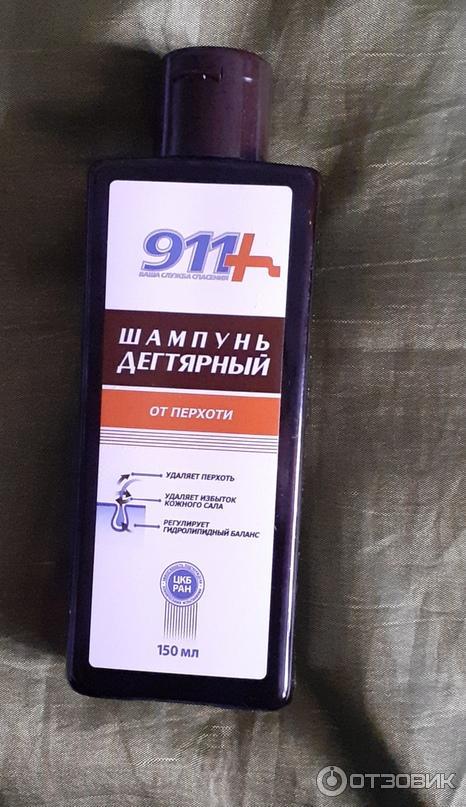 911+
ВАША СЛУЖБА СПАСЕНИЯ
ШАМПУНЬ
ДЕГТЯРНЫЙ
ОТ ПЕРХОТИ
УДАЛЯЕТ ПЕРХОТЬ
УДАЛЯЕТ ИЗБЫТОК
КОЖНОГО САЛА
РЕГУЛИРУЕТ
ГИДРОЛИПИДНЫЙ БАЛАНС
ЦКБ
РАН
150 мл
ОТЗОВИК